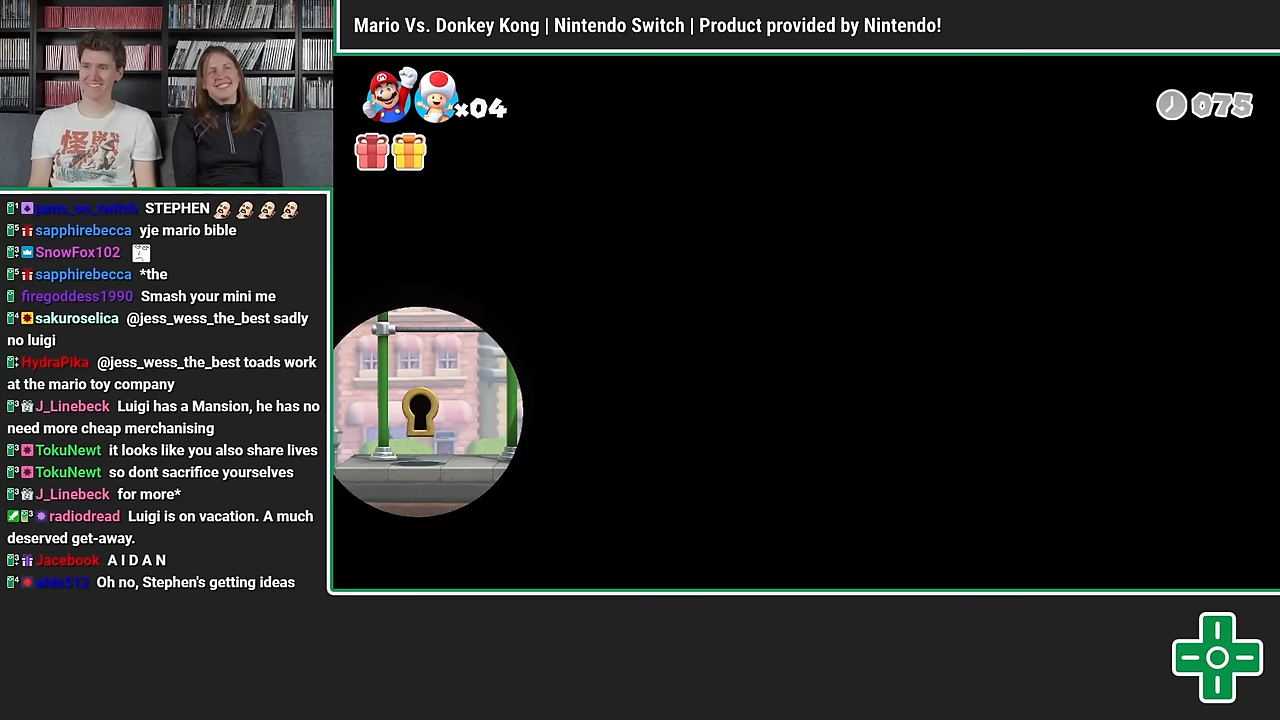 Mario Vs. Donkey Kong | Nintendo Switch | Product provided by Nintendo!
×04
075
怪獣
jams_on_twitch STEPHEN
sapphirebecca yje mario bible
SnowFox102
sapphirebecca *the
firegoddess1990 Smash your mini me
sakuroselica @jess_wess_the_best sadly
no luigi
HydraPika @jess_wess_the_best toads work
at the mario toy company
J_Linebeck Luigi has a Mansion, he has no
need more cheap merchanising
TokuNewt it looks like you also share lives
TokuNewt so dont sacrifice yourselves
J_Linebeck for more*
radiodread Luigi is on vacation. A much
deserved get-away.
Jacebook A I D A N
aldo512 Oh no, Stephen's getting ideas